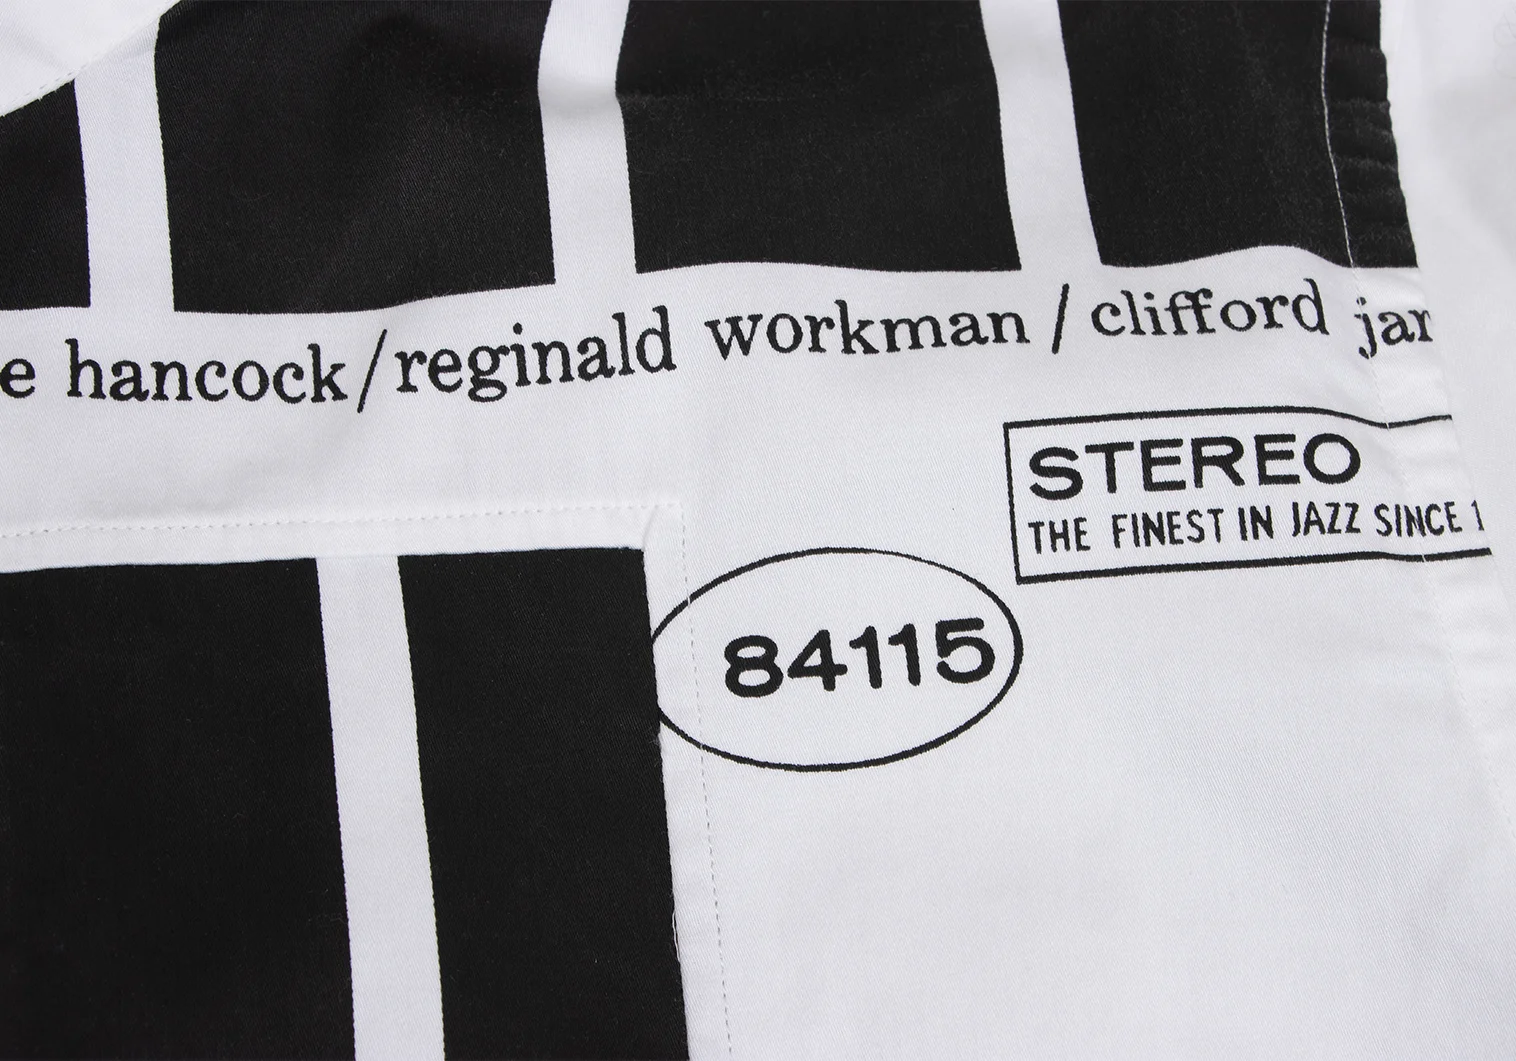 e hancock/reginald workman / clifford jar
STEREO
THE FINEST IN JAZZ SINCE 1
84115